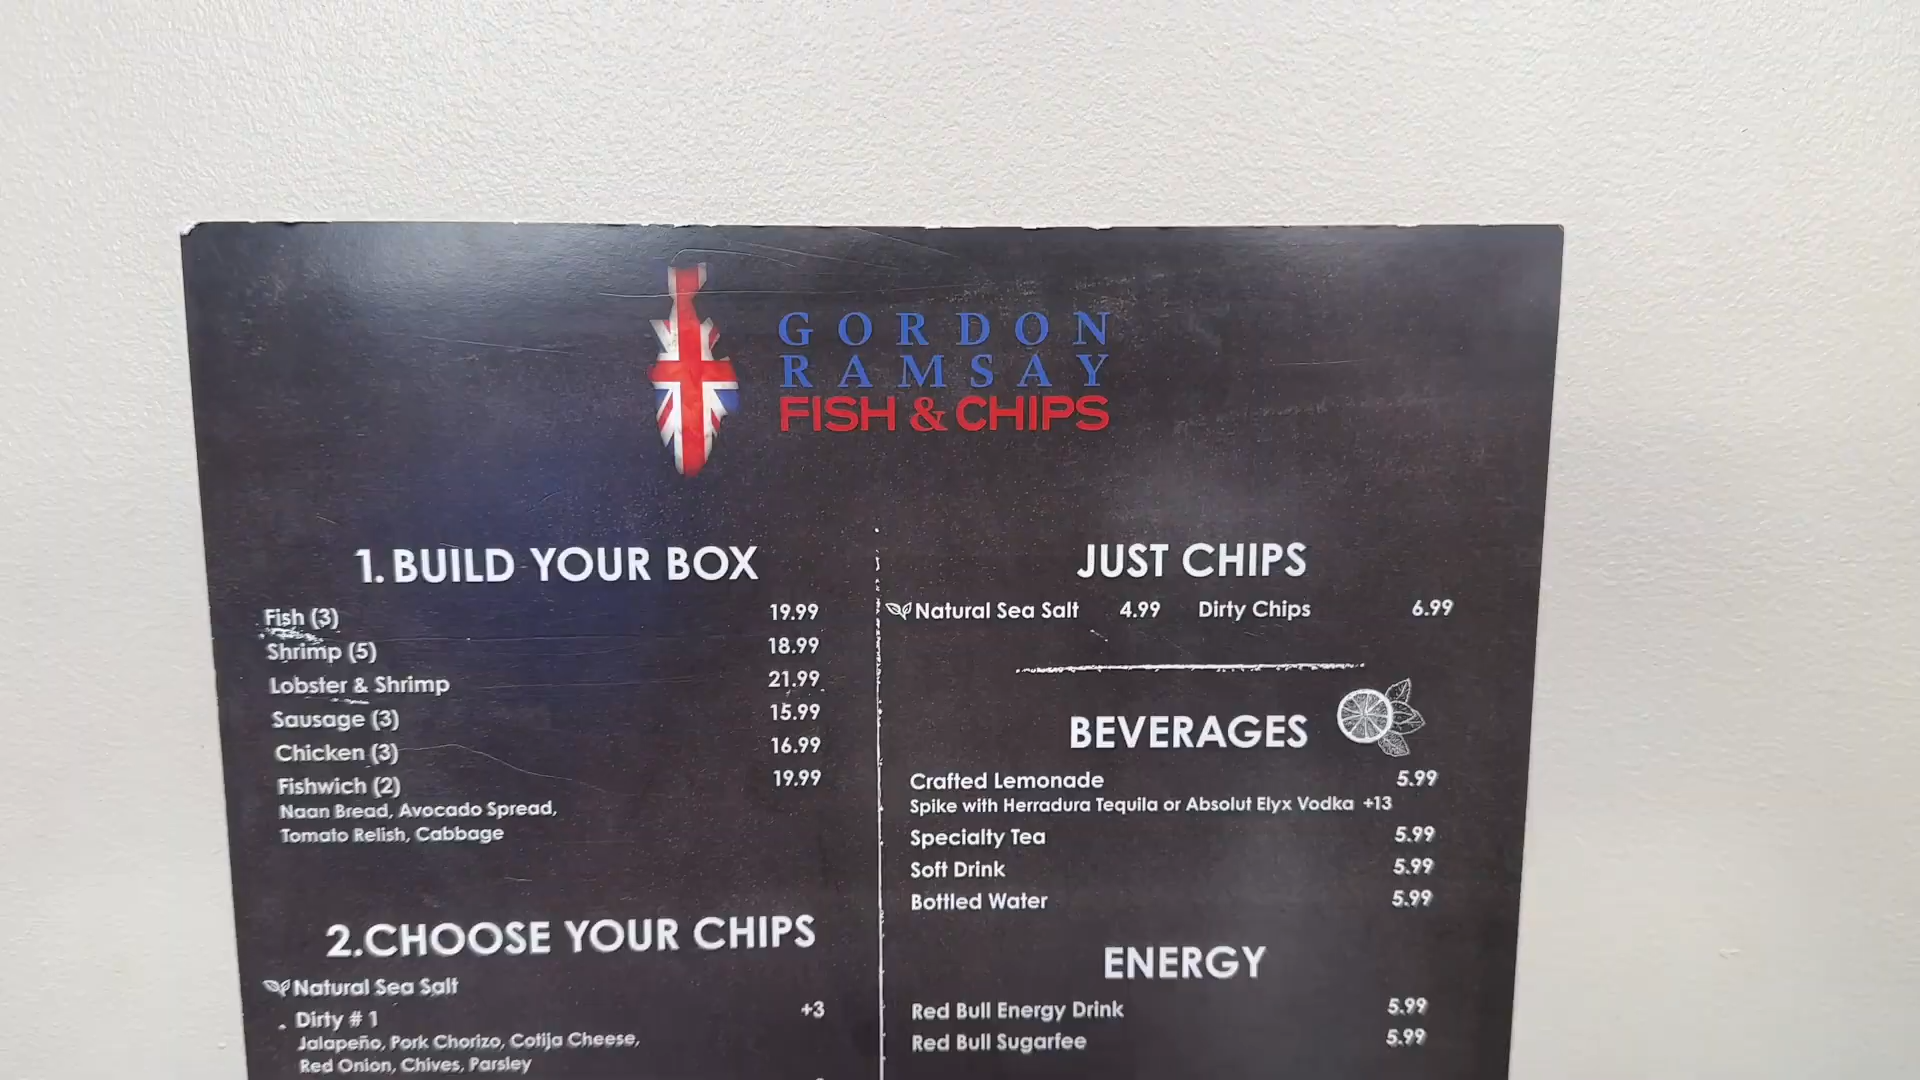 GORDON
RAMSAY
FISH & CHIPS
1. BUILD YOUR BOX
Fish (3) 19.99
Shrimp (5) 18.99
Lobster & Shrimp 21.99
Sausage (3) 15.99
Chicken (3) 16.99
Fishwich (2) 19.99
Naan Bread, Avocado Spread,
Tomato Relish, Cabbage
2.CHOOSE YOUR CHIPS
Natural Sea Salt
Dirty # 1 +3
Jalapeño, Pork Chorizo, Cotija Cheese,
Red Onion, Chives, Parsley
JUST CHIPS
Natural Sea Salt 4.99 Dirty Chips 6.99
BEVERAGES
Crafted Lemonade 5.99
Spike with Herradura Tequila or Absolut Elyx Vodka +13
Specialty Tea 5.99
Soft Drink 5.99
Bottled Water 5.99
ENERGY
Red Bull Energy Drink 5.99
Red Bull Sugarfee 5.99